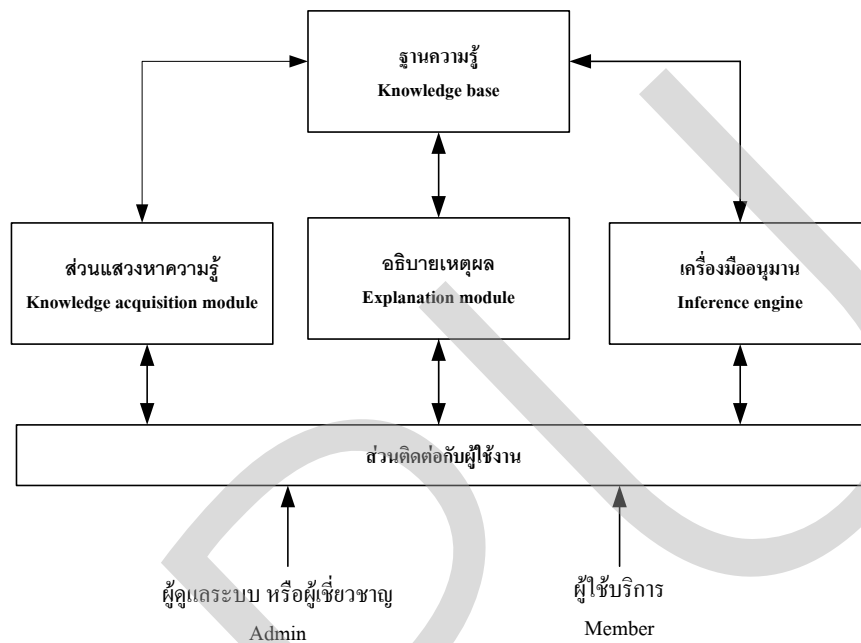 ฐานความรู้
Knowledge base
ส่วนแสวงหาความรู้
Knowledge acquisition module
อธิบายเหตุผล
Explanation module
เครื่องมืออนุมาน
Inference engine
ส่วนติดต่อกับผู้ใช้งาน
ผู้ดูแลระบบ หรือผู้เชี่ยวชาญ
Admin
ผู้ใช้บริการ
Member